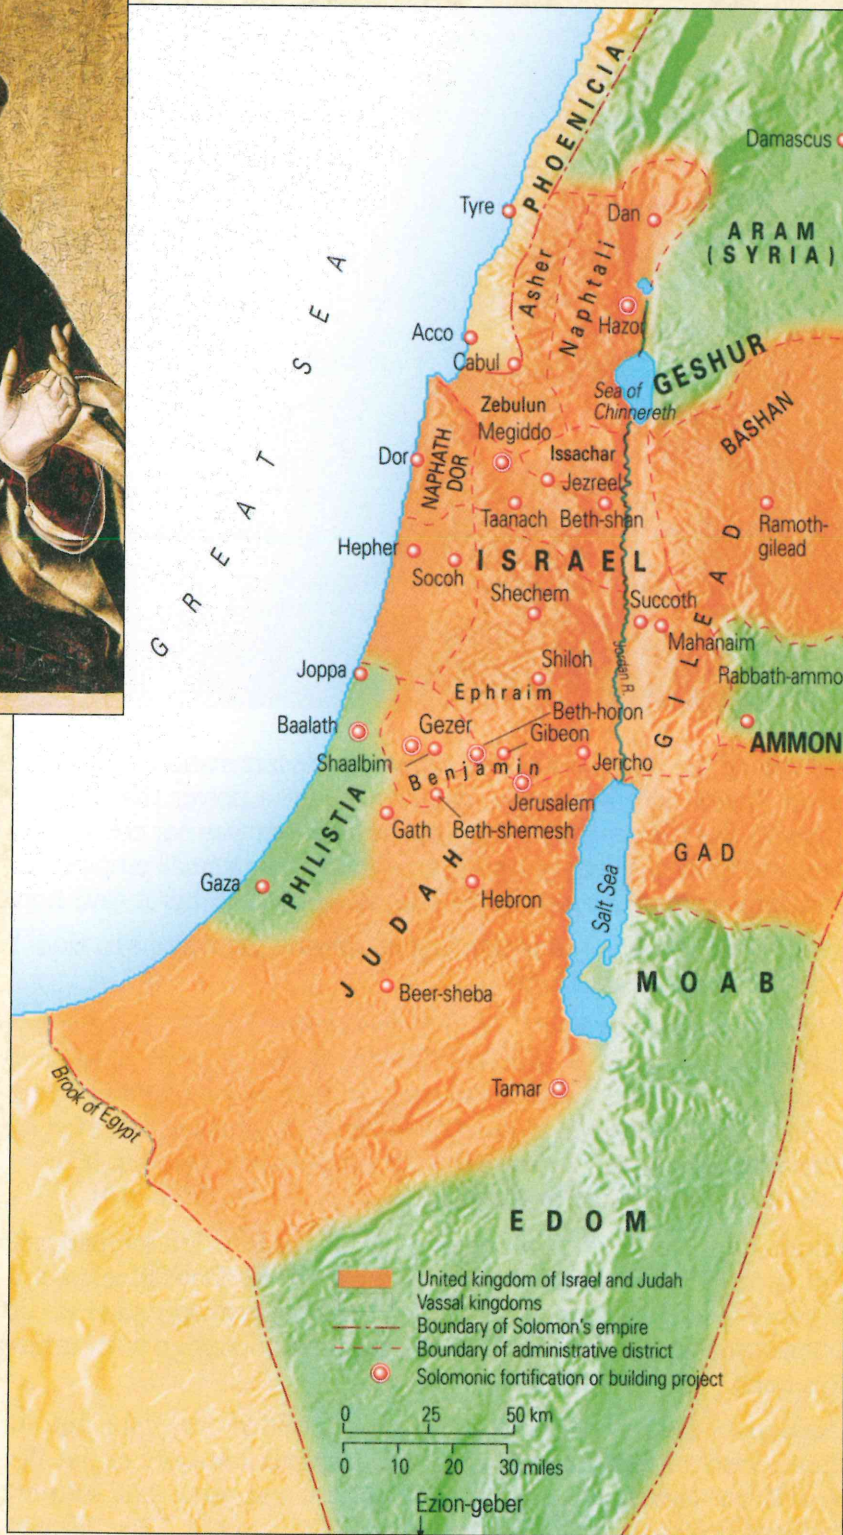 PHOENICIA
Damascus
Tyre
Dan
ARAM
(SYRIA)
Asher
Naphtali
GREAT SEA
Hazor
Acco
Cabul
GESHUR
Sea of
Chinnereth
Zebulun
Megiddo
BASHAN
NAPHATH
DOR
Dor
Issachar
Jezreel
Taanach
Beth-shan
Ramoth-
gilead
Hepher
Socoh
ISRAEL
Shechem
Succoth
Mahanaim
GILEAD
Jordan R.
Joppa
Shiloh
Rabbath-ammo
Ephraim
Beth-horon
Baalath
Gezer
Gibeon
AMMON
Shaalbim
Benjamin
Jericho
Jerusalem
PHILISTIA
Gath
Beth-shemesh
GAD
Gaza
JUDAH
Hebron
Salt Sea
MOAB
Beer-sheba
Tamar
Brook of Egypt
EDOM
United kingdom of Israel and Judah
Vassal kingdoms
Boundary of Solomon's empire
Boundary of administrative district
Solomonic fortification or building project
0 25 50 km
0 10 20 30 miles
Ezion-geber